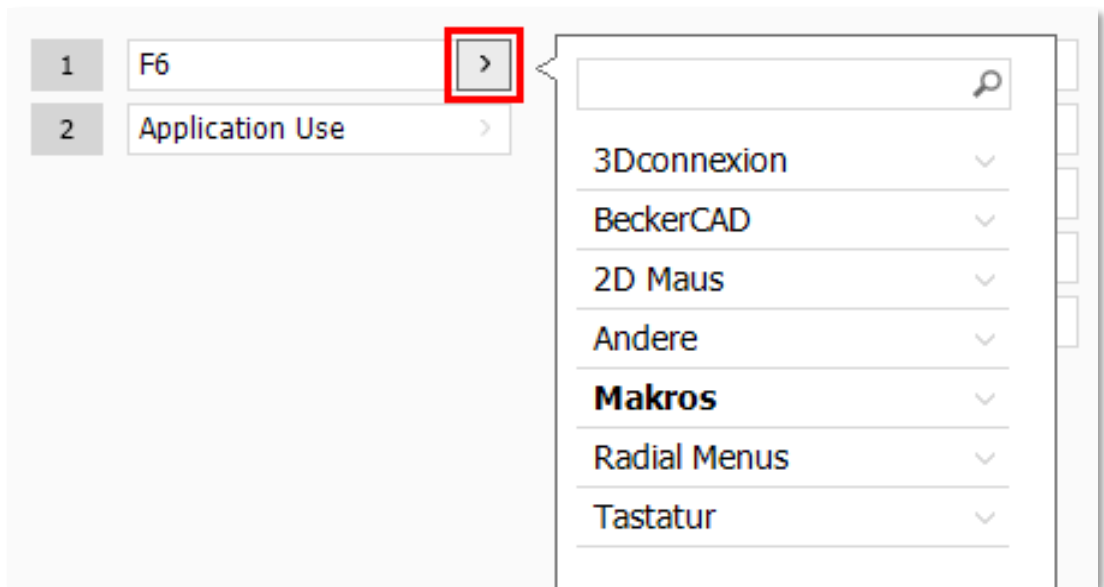 1 F6
2 Application Use
3Dconnexion
BeckerCAD
2D Maus
Andere
Makros
Radial Menus
Tastatur